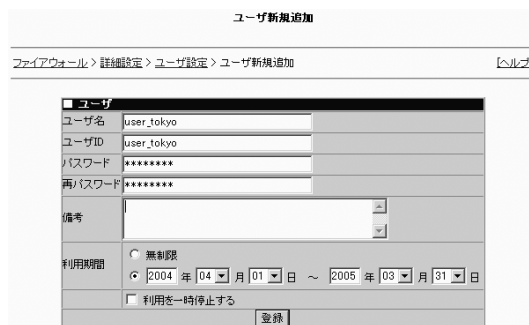 ユーザ新規追加
ファイアウォール > 詳細設定 > ユーザ設定 > ユーザ新規追加 [ヘルプ
■ ユーザ
ユーザ名 user_tokyo
ユーザID user_tokyo
パスワード ********
再パスワード ********
備考
利用期間 無制限
2004 年 04 月 01 日 ～ 2005 年 03 月 31 日
利用を一時停止する
登録